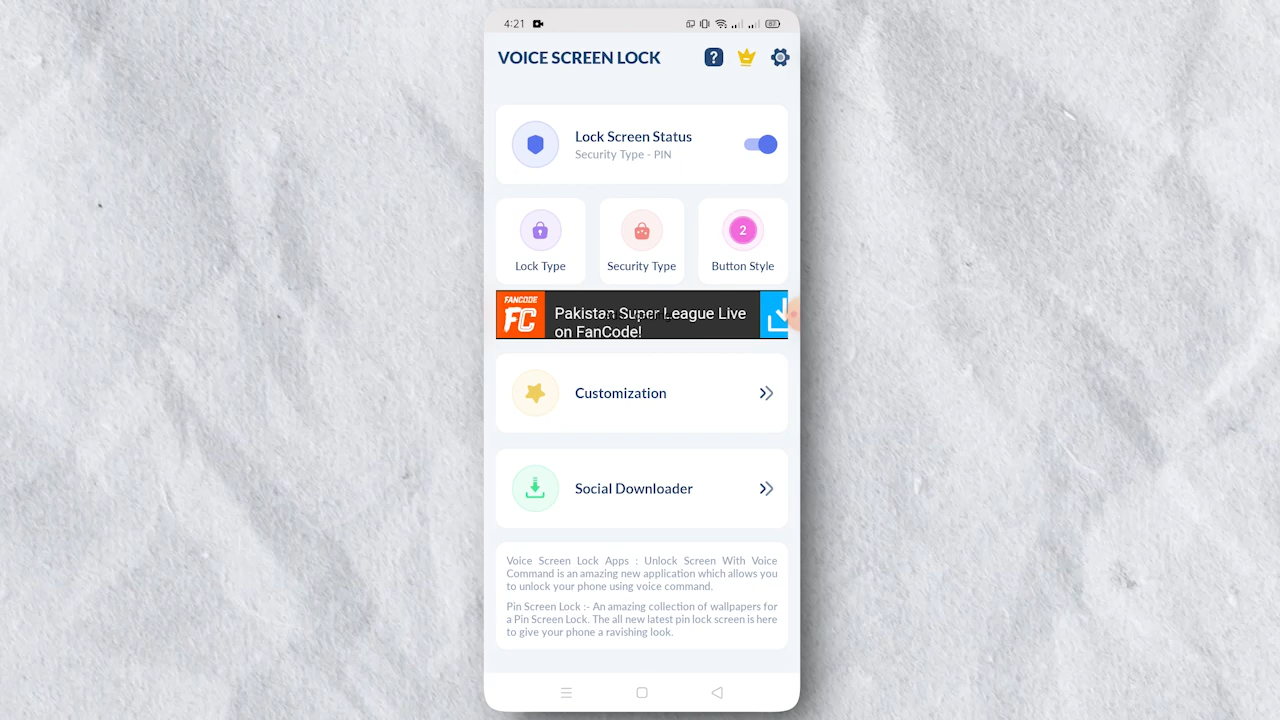 4:21
87
VOICE SCREEN LOCK
?
Lock Screen Status
Security Type - PIN
Lock Type
Security Type
2
Button Style
FANCODE
FC
Pakistan Super League Live
on FanCode!
Customization
Social Downloader
Voice Screen Lock Apps : Unlock Screen With Voice
Command is an amazing new application which allows you
to unlock your phone using voice command.
Pin Screen Lock :- An amazing collection of wallpapers for
a Pin Screen Lock. The all new latest pin lock screen is here
to give your phone a ravishing look.